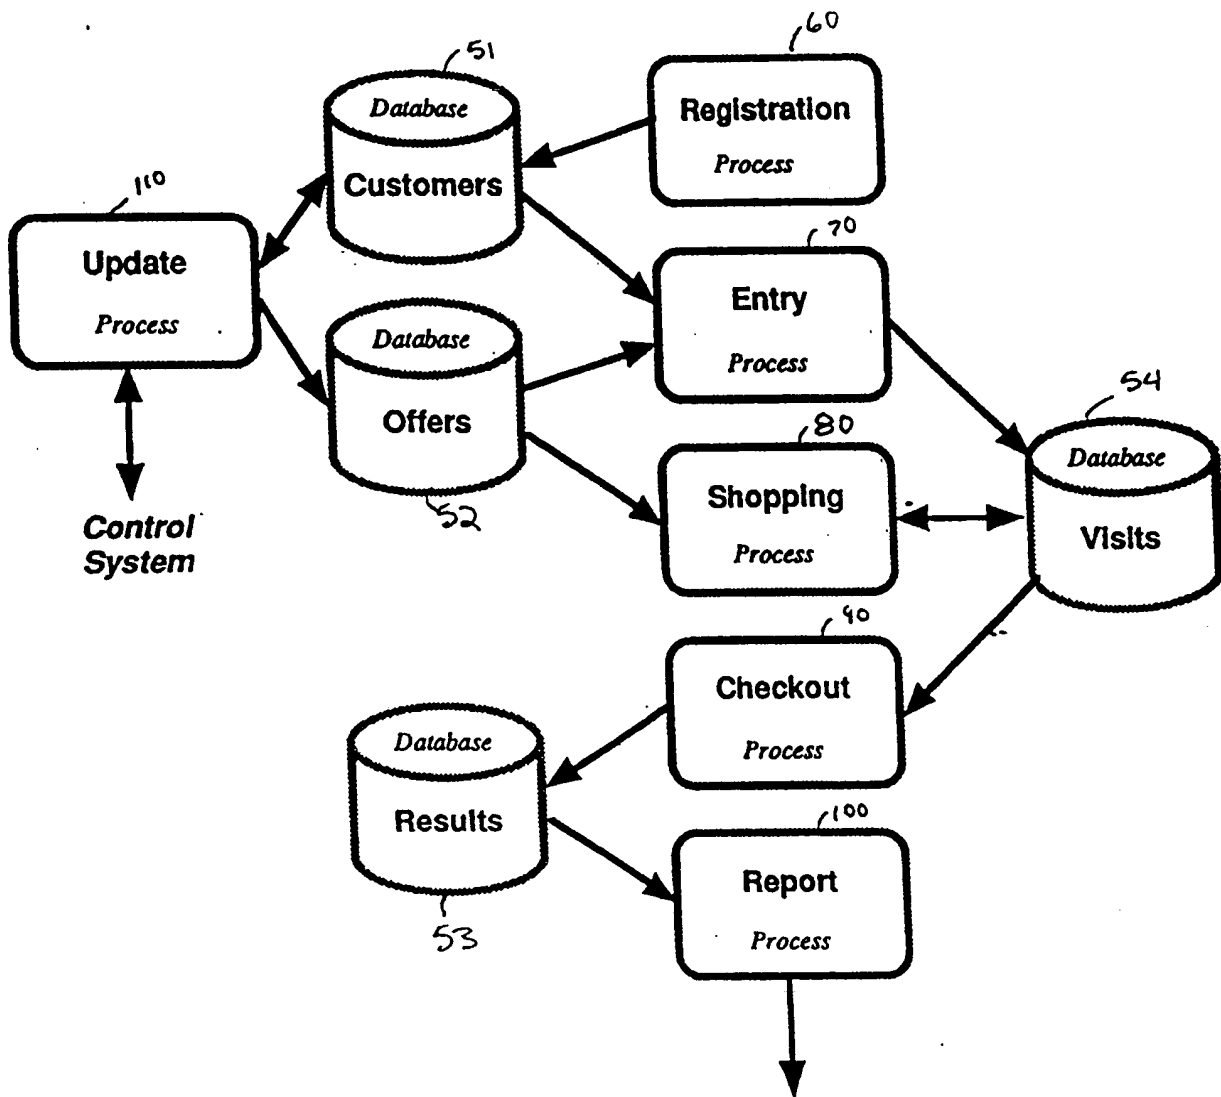 60
51
Database
Customers
Registration
Process
110
Update
Process
70
Entry
Process
Database
Offers
52
54
Database
Visits
80
Shopping
Process
Control
System
90
Checkout
Process
Database
Results
53
100
Report
Process